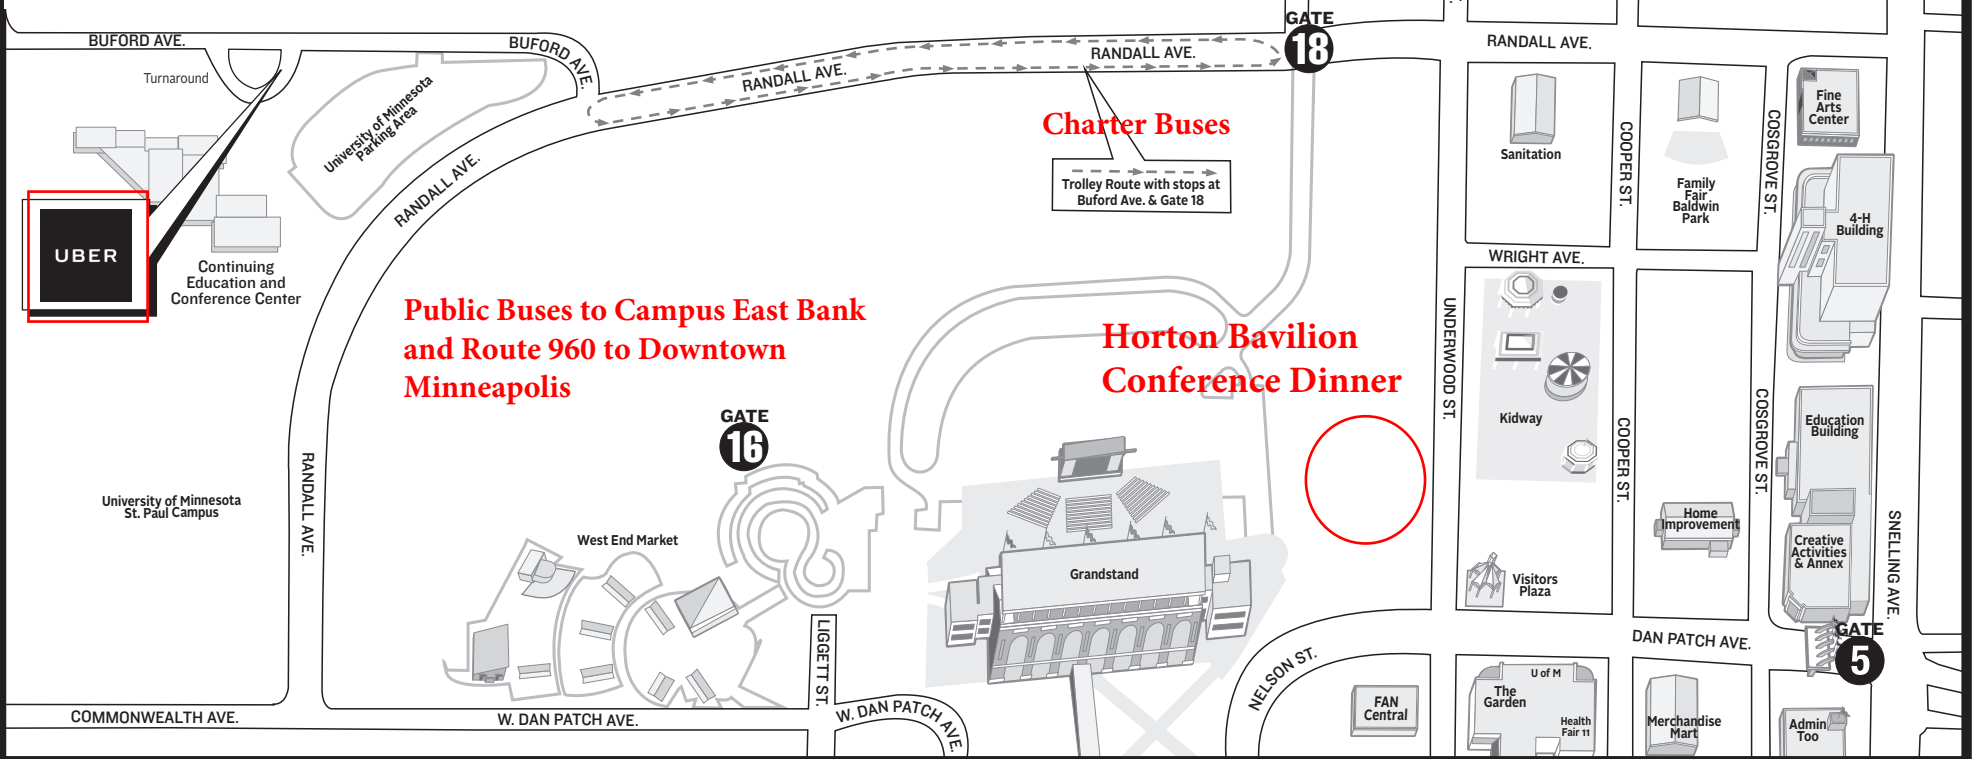 GATE
18
BUFORD AVE.
BUFORD AVE.
RANDALL AVE.
RANDALL AVE.
RANDALL AVE.
Turnaround
University of Minnesota
Parking Area
RANDALL AVE.
Charter Buses
Trolley Route with stops at
Buford Ave. & Gate 18
Sanitation
COOPER ST.
Family
Fair
Baldwin
Park
COSGROVE ST.
Fine
Arts
Center
4-H
Building
UBER
Continuing
Education and
Conference Center
WRIGHT AVE.
Public Buses to Campus East Bank
and Route 960 to Downtown
Minneapolis
Horton Bavilion
Conference Dinner
UNDERWOOD ST.
Kidway
COOPER ST.
COSGROVE ST.
Education
Building
GATE
16
RANDALL AVE.
University of Minnesota
St. Paul Campus
West End Market
Grandstand
Home
Improvement
Creative
Activities
& Annex
SNELLING AVE.
Visitors
Plaza
LIGGETT ST.
DAN PATCH AVE.
GATE
5
NELSON ST.
COMMONWEALTH AVE.
W. DAN PATCH AVE.
W. DAN PATCH AVE.
FAN
Central
U of M
The
Garden
Health
Fair 11
Merchandise
Mart
Admin
Too